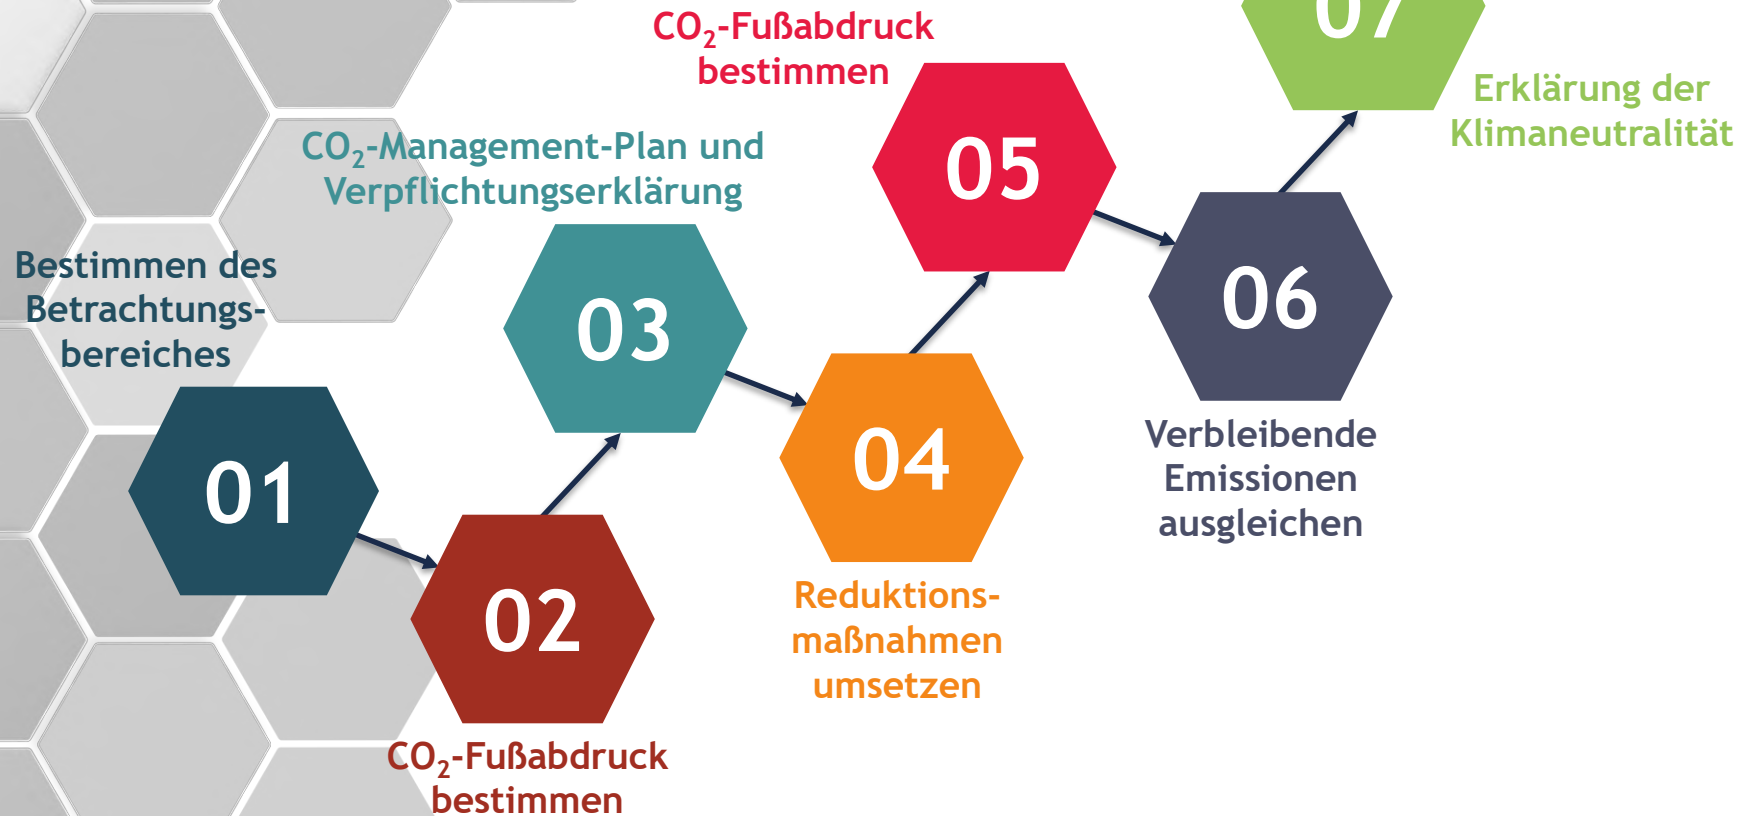 Bestimmen des
Betrachtungs-
bereiches
01
02
CO₂-Fußabdruck
bestimmen
CO₂-Management-Plan und
Verpflichtungserklärung
03
04
Reduktions-
maßnahmen
umsetzen
CO₂-Fußabdruck
bestimmen
05
06
Verbleibende
Emissionen
ausgleichen
07
Erklärung der
Klimaneutralität